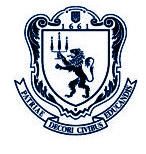 1661
PATRIAE DECORI CIVIBUS EDUCANDIS